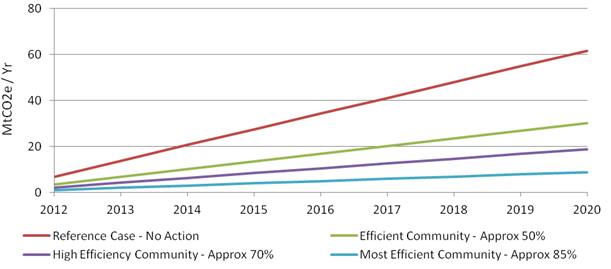 80
60
40
20
0
MtCO2e / Yr
2012 2013 2014 2015 2016 2017 2018 2019 2020
Reference Case - No Action Efficient Community - Approx 50%
High Efficiency Community - Approx 70% Most Efficient Community - Approx 85%